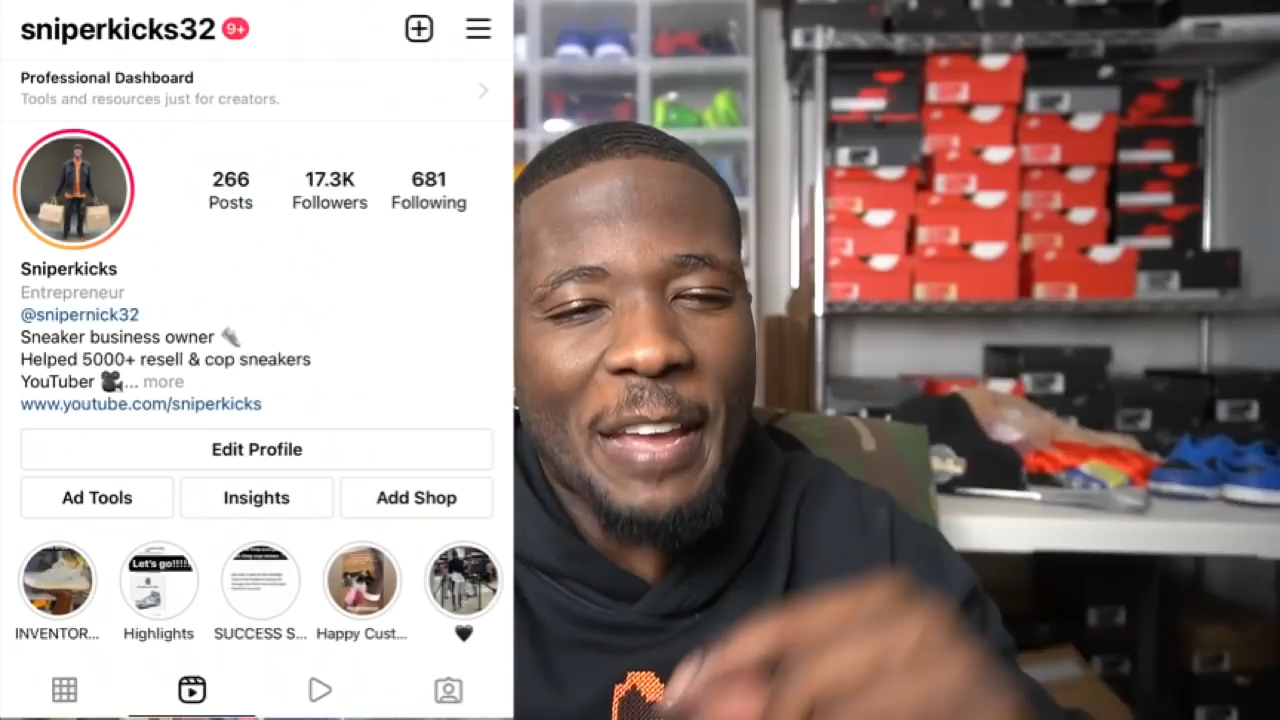 sniperkicks32 9+
Professional Dashboard
Tools and resources just for creators.
266 17.3K 681
Posts Followers Following
Sniperkicks
Entrepreneur
@snipernick32
Sneaker business owner
Helped 5000+ resell & cop sneakers
YouTuber ... more
www.youtube.com/sniperkicks
Edit Profile
Ad Tools Insights Add Shop
Let's go!!!!
INVENTOR... Highlights SUCCESS S... Happy Cust...